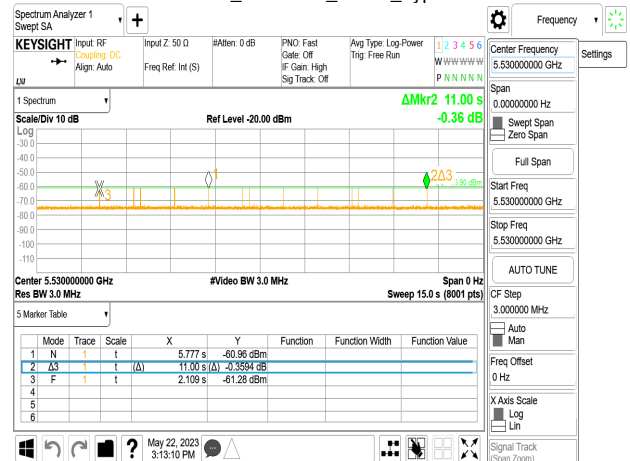 Spectrum Analyzer 1
Swept SA
Frequency
KEYSIGHT
Input: RF
Coupling: DC
Align: Auto
Input Z: 50 Ω
Freq Ref: Int (S)
#Atten: 0 dB
PNO: Fast
Gate: Off
IF Gain: High
Sig Track: Off
Avg Type: Log-Power
Trig: Free Run
1 2 3 4 5 6
W W W W W W
P N N N N N
LXI
Center Frequency
5.530000000 GHz
Settings
Span
0.00000000 Hz
Swept Span
Zero Span
Full Span
Start Freq
5.530000000 GHz
Stop Freq
5.530000000 GHz
AUTO TUNE
CF Step
3.000000 MHz
Auto
Man
Freq Offset
0 Hz
X Axis Scale
Log
Lin
Signal Track
(Span Zoom)
1 Spectrum
ΔMkr2 11.00 s
-0.36 dB
Scale/Div 10 dB
Ref Level -20.00 dBm
Log
-30.0
-40.0
-50.0
-60.0
-70.0
-80.0
-90.0
-100
-110
3
1
2Δ3
Center 5.530000000 GHz
#Video BW 3.0 MHz
Span 0 Hz
Res BW 3.0 MHz
Sweep 15.0 s (8001 pts)
5 Marker Table
Mode Trace Scale X Y Function Function Width Function Value
1 N 1 t 5.777 s -60.96 dBm
2 Δ3 1 t (Δ) 11.00 s (Δ) -0.3594 dB
3 F 1 t 2.109 s -61.28 dBm
4
5
6
?
May 22, 2023
3:13:10 PM